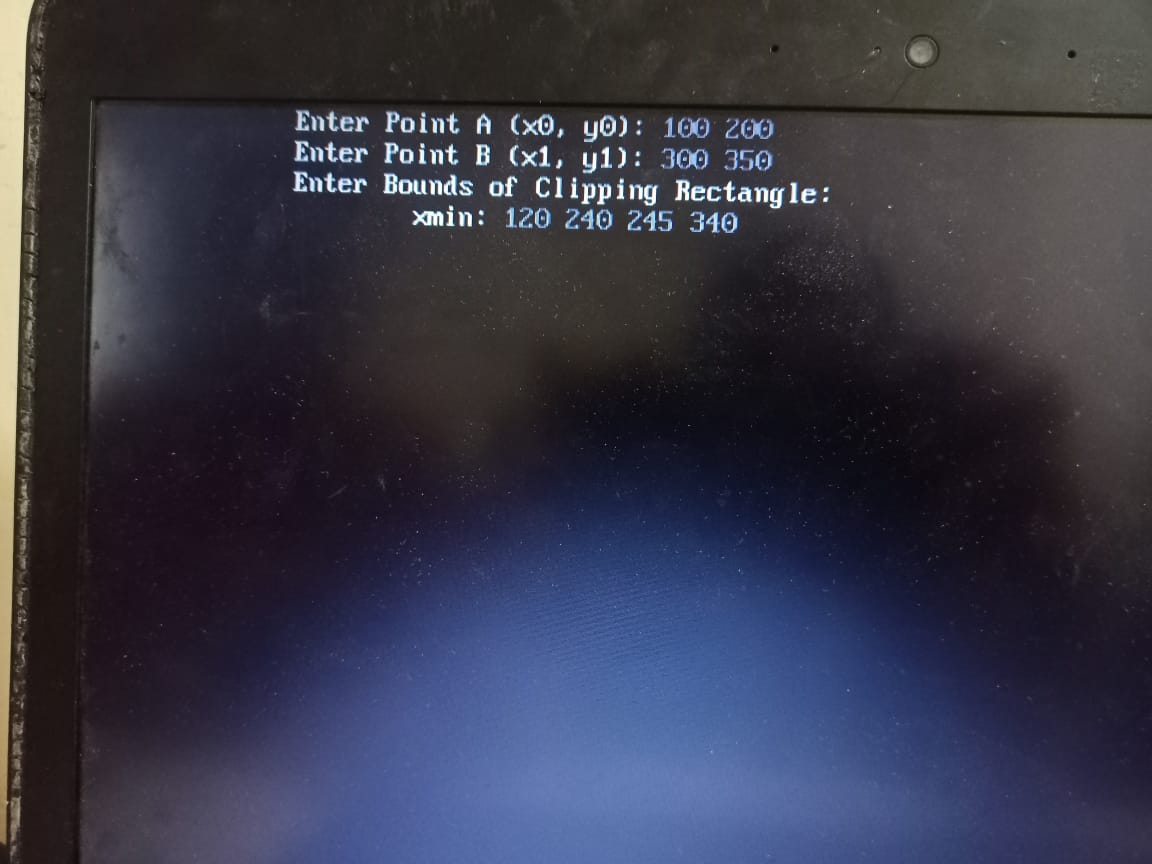 Enter Point A (x0, y0): 100 200
Enter Point B (x1, y1): 300 350
Enter Bounds of Clipping Rectangle:
xmin: 120 240 245 340